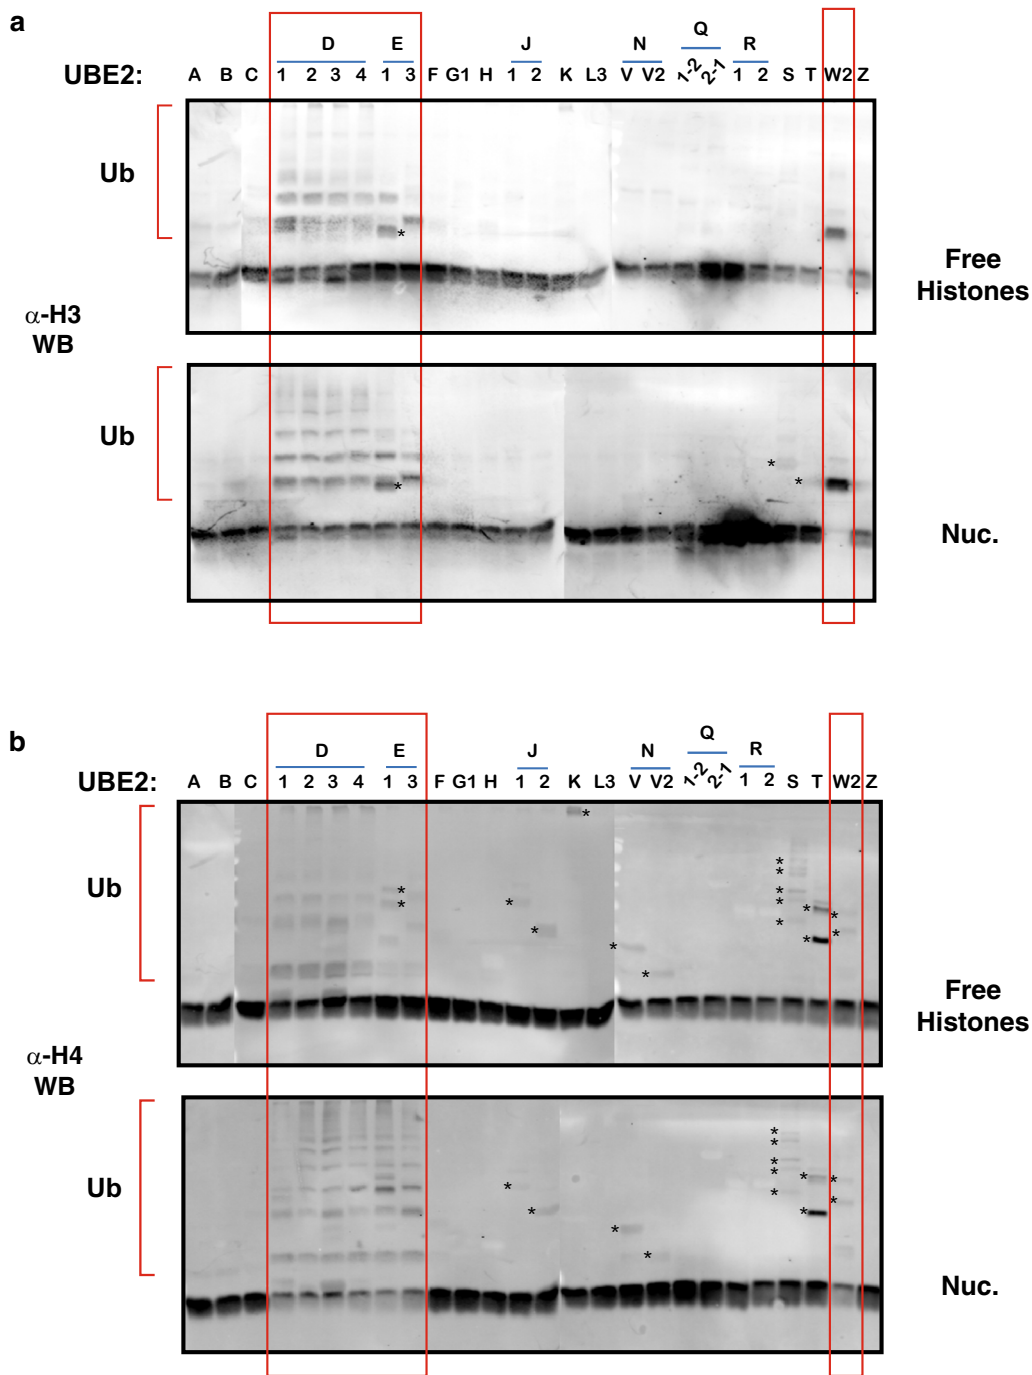 a
D E J N Q R
UBE2: A B C 1 2 3 4 1 3 F G1 H 1 2 K L3 V V2 1-2 2-1 1 2 S T W2 Z
Ub
*
Free
Histones
α-H3
WB
Ub
* * *
Nuc.
b
D E J N Q R
UBE2: A B C 1 2 3 4 1 3 F G1 H 1 2 K L3 V V2 1-2 2-1 1 2 S T W2 Z
Ub
* * * * * * * * * * * * * * * *
Free
Histones
α-H4
WB
Ub
* * * * * * * * * * * * *
Nuc.